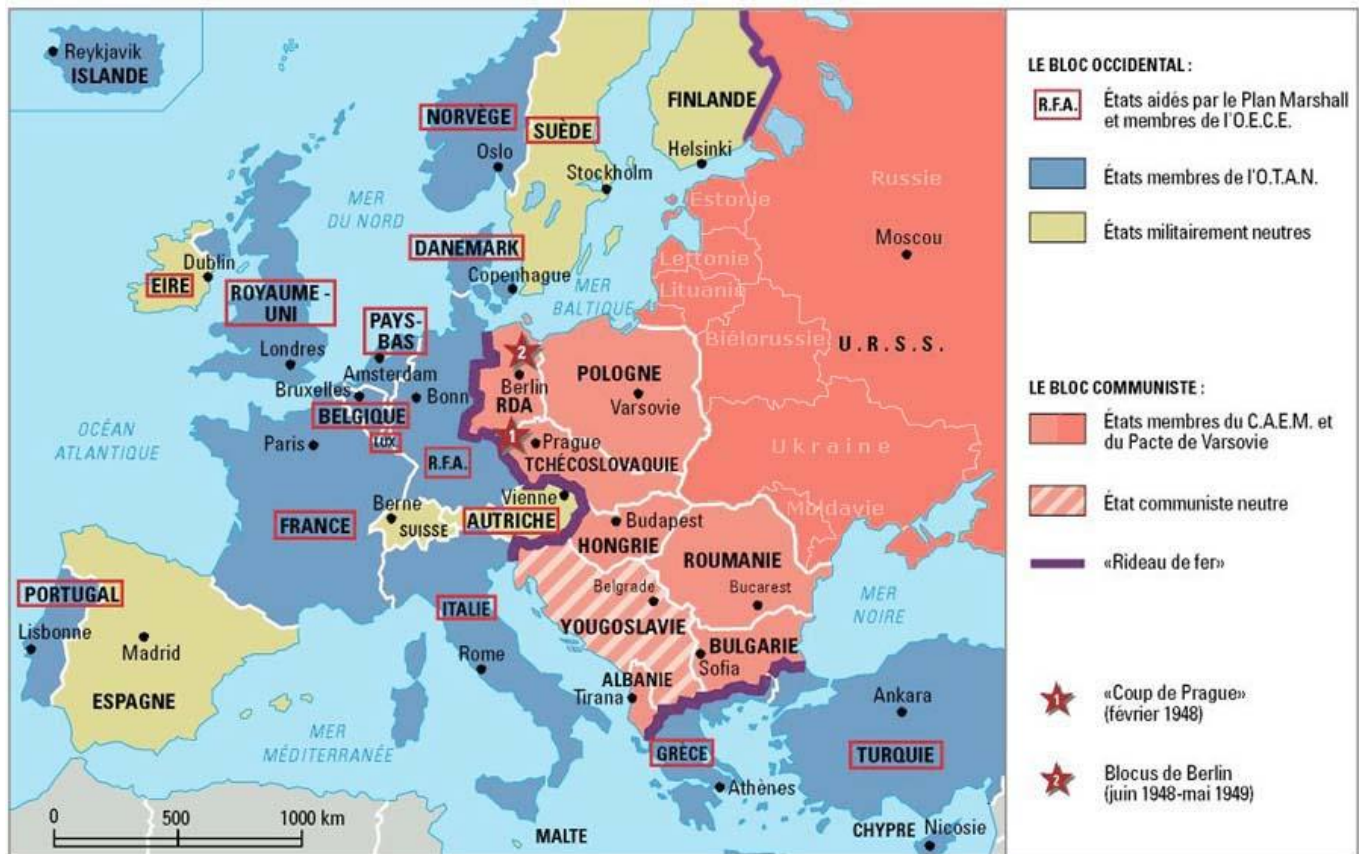 Reykjavik
ISLANDE
NORVÈGE
Oslo
SUÈDE
Stockholm
FINLANDE
Helsinki
Russie
Moscou
Estonie
Lettonie
Lituanie
Biélorussie
U.R.S.S.
Ukraine
Moldavie
MER
DU NORD
DANEMARK
Copenhague
MER
BALTIQUE
Dublin
EIRE
ROYAUME-
UNI
Londres
PAYS-
BAS
Amsterdam
Bruxelles
BELGIQUE
LUX.
Bonn
R.F.A.
2
Berlin
RDA
POLOGNE
Varsovie
1
Prague
TCHÉCOSLOVAQUIE
OCÉAN
ATLANTIQUE
Paris
FRANCE
Berne
SUISSE
Vienne
AUTRICHE
Budapest
HONGRIE
ROUMANIE
Bucarest
Belgrade
YOUGOSLAVIE
BULGARIE
Sofia
ALBANIE
Tirana
MER
NOIRE
PORTUGAL
Lisbonne
Madrid
ESPAGNE
ITALIE
Rome
MER
MÉDITERRANÉE
GRÈCE
Athènes
Ankara
TURQUIE
MALTE
CHYPRE
Nicosie
0 500 1000 km
LE BLOC OCCIDENTAL :
R.F.A.
États aidés par le Plan Marshall
et membres de l'O.E.C.E.
États membres de l'O.T.A.N.
États militairement neutres
LE BLOC COMMUNISTE :
États membres du C.A.E.M. et
du Pacte de Varsovie
État communiste neutre
«Rideau de fer»
1
«Coup de Prague»
(février 1948)
2
Blocus de Berlin
(juin 1948-mai 1949)